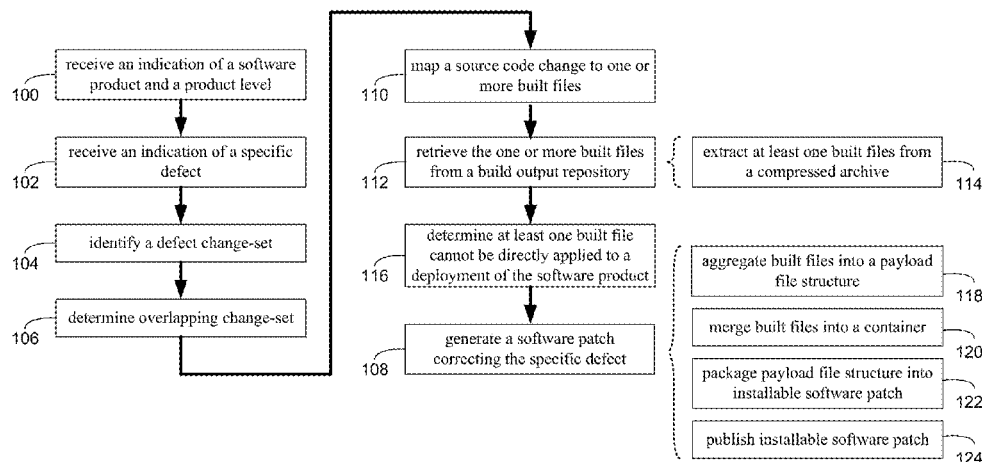 receive an indication of a software
product and a product level
100
receive an indication of a specific
defect
102
identify a defect change-set
104
determine overlapping change-set
106
map a source code change to one or
more built files
110
retrieve the one or more built files
from a build output repository
112
extract at least one built files from
a compressed archive
114
determine at least one built file
cannot be directly applied to a
deployment of the software product
116
generate a software patch
correcting the specific defect
108
aggregate built files into a payload
file structure
118
merge built files into a container
120
package payload file structure into
installable software patch
122
publish installable software patch
124